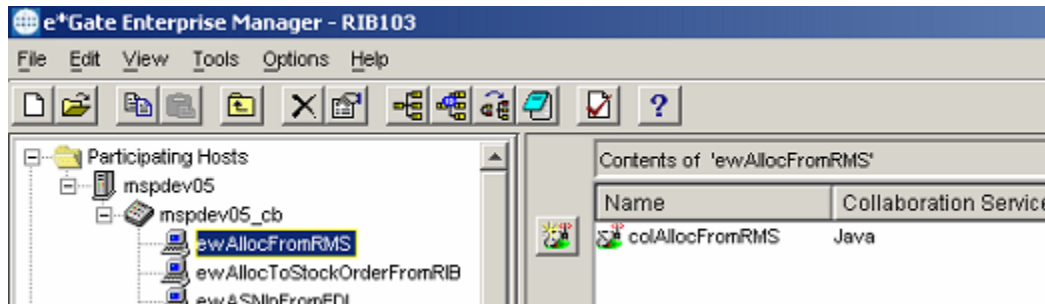 e*Gate Enterprise Manager - RIB103
File Edit View Tools Options Help
Participating Hosts
mspdev05
mspdev05_cb
ewAllocFromRMS
ewAllocToStockOrderFromRIB
ewASNInFromEDI
Contents of 'ewAllocFromRMS'
Name Collaboration Service
colAllocFromRMS Java